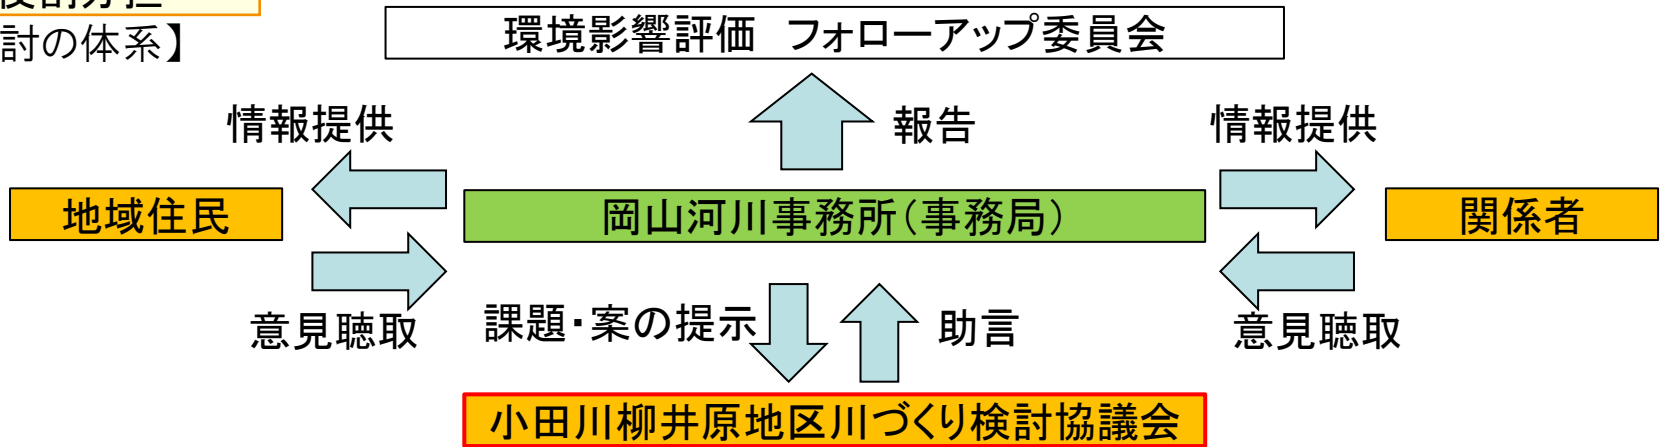 役割分担
討の体系】
環境影響評価　フォローアップ委員会
情報提供
報告
情報提供
地域住民
岡山河川事務所（事務局）
関係者
意見聴取
課題・案の提示
助言
意見聴取
小田川柳井原地区川づくり検討協議会